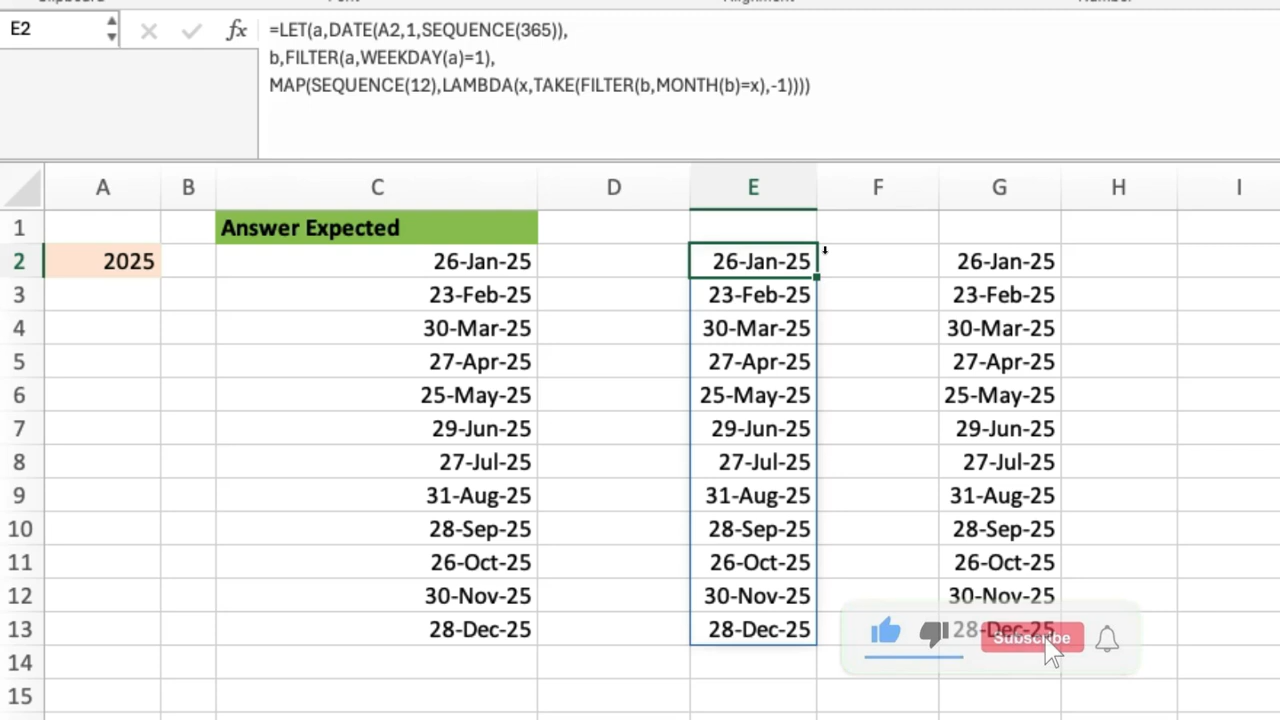 E2
fx
=LET(a,DATE(A2,1,SEQUENCE(365)),
b,FILTER(a,WEEKDAY(a)=1),
MAP(SEQUENCE(12),LAMBDA(x,TAKE(FILTER(b,MONTH(b)=x),-1))))
A B C D E F G H I
1 Answer Expected
2 2025 26-Jan-25 26-Jan-25 26-Jan-25
3 23-Feb-25 23-Feb-25 23-Feb-25
4 30-Mar-25 30-Mar-25 30-Mar-25
5 27-Apr-25 27-Apr-25 27-Apr-25
6 25-May-25 25-May-25 25-May-25
7 29-Jun-25 29-Jun-25 29-Jun-25
8 27-Jul-25 27-Jul-25 27-Jul-25
9 31-Aug-25 31-Aug-25 31-Aug-25
10 28-Sep-25 28-Sep-25 28-Sep-25
11 26-Oct-25 26-Oct-25 26-Oct-25
12 30-Nov-25 30-Nov-25 30-Nov-25
13 28-Dec-25 28-Dec-25 28-Dec-25
Subscribe
14
15